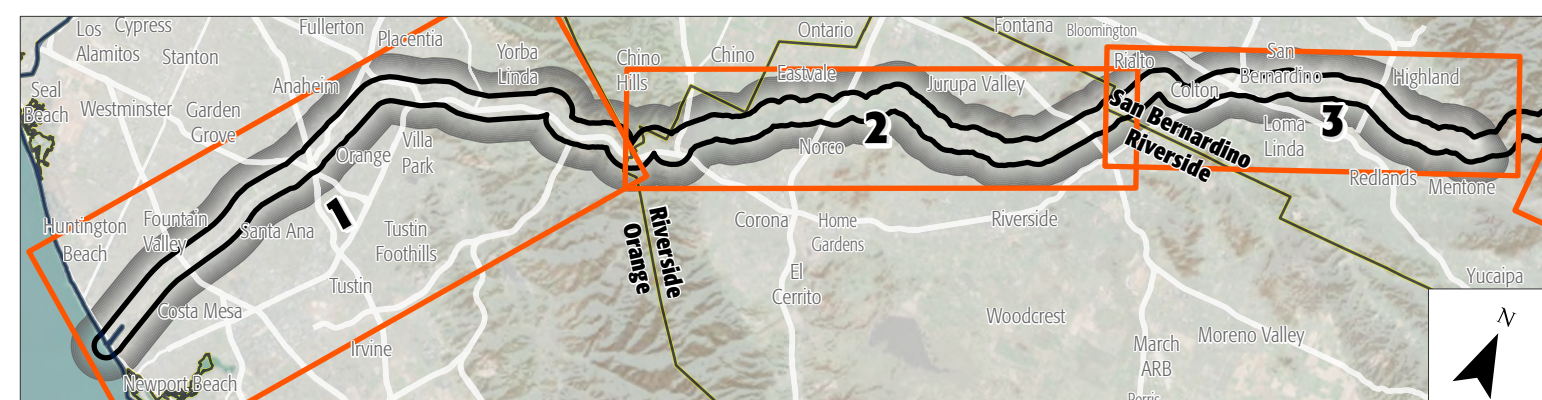 Los
Alamitos
Cypress
Stanton
Fullerton
Placentia
Yorba
Linda
Chino
Hills
Chino
Ontario
Fontana
Bloomington
Rialto
San
Bernardino
Highland
Seal
Beach
Westminster
Garden
Grove
Anaheim
Eastvale
Jurupa Valley
Colton
Villa
Park
Orange
Norco
2
San Bernardino
Riverside
Loma
Linda
3
Redlands
Mentone
Huntington
Beach
Fountain
Valley
Santa Ana
1
Tustin
Foothills
Riverside
Orange
Corona
Home
Gardens
Riverside
El
Cerrito
Yucaipa
Tustin
Costa Mesa
Irvine
Newport Beach
Woodcrest
March
ARB
Moreno Valley
Perris
N